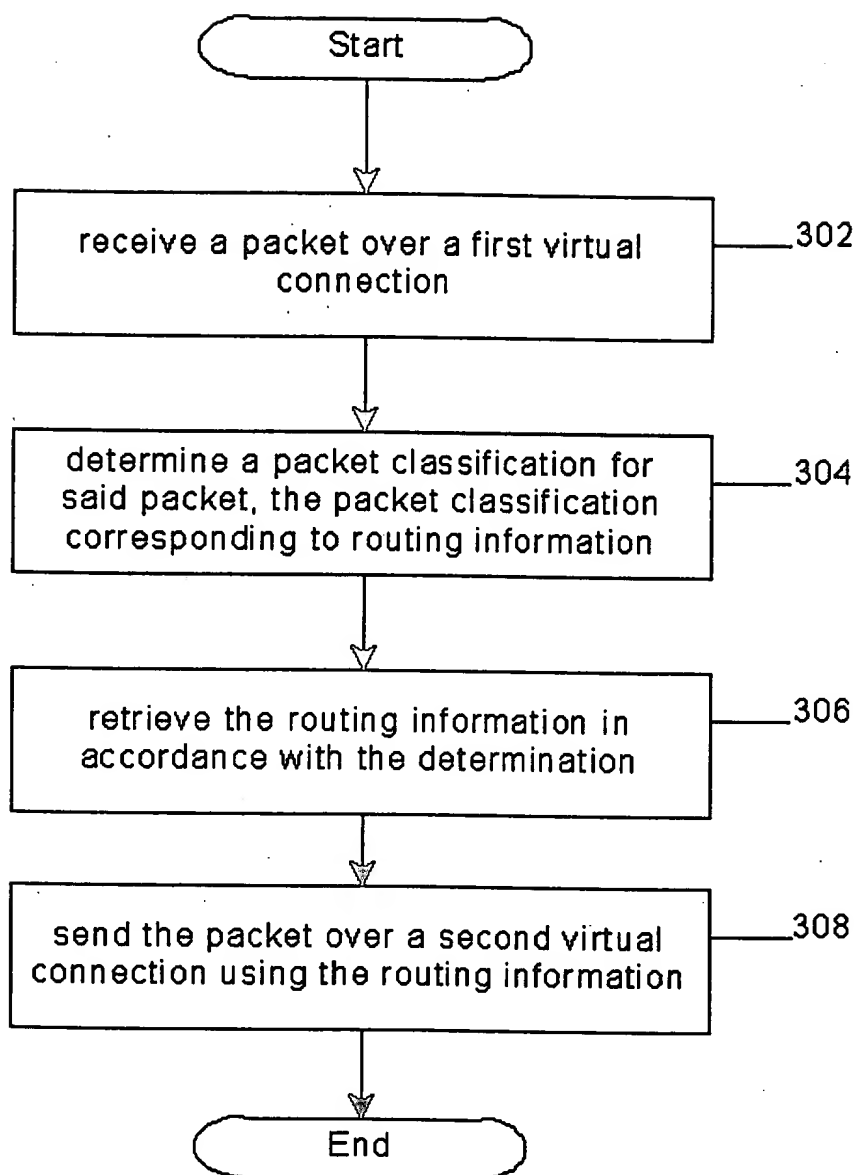 Start
receive a packet over a first virtual
connection
302
determine a packet classification for
said packet, the packet classification
corresponding to routing information
304
retrieve the routing information in
accordance with the determination
306
send the packet over a second virtual
connection using the routing information
308
End